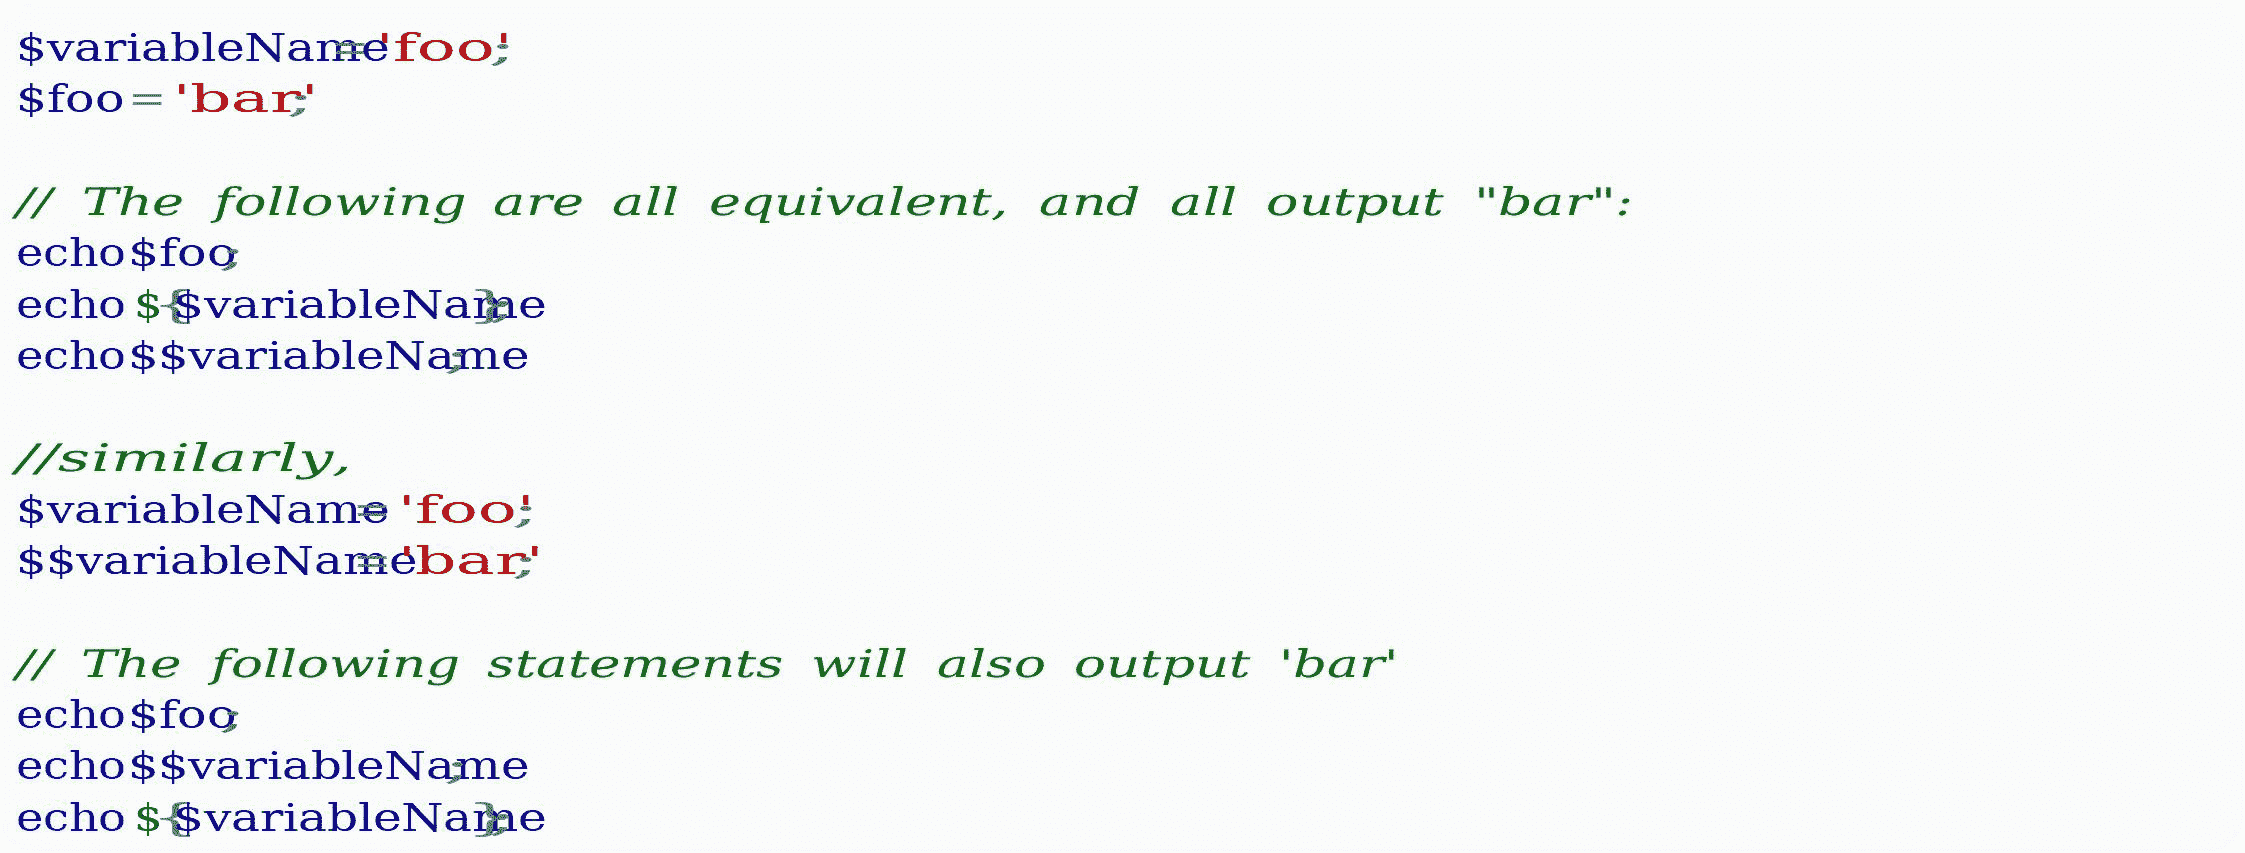 $variableName = 'foo';
$foo = 'bar';
// The following are all equivalent, and all output "bar":
echo $foo;
echo ${$variableName};
echo $$variableName;
//similarly,
$variableName = 'foo';
$$variableName = 'bar';
// The following statements will also output 'bar'
echo $foo;
echo $$variableName;
echo ${$variableName};